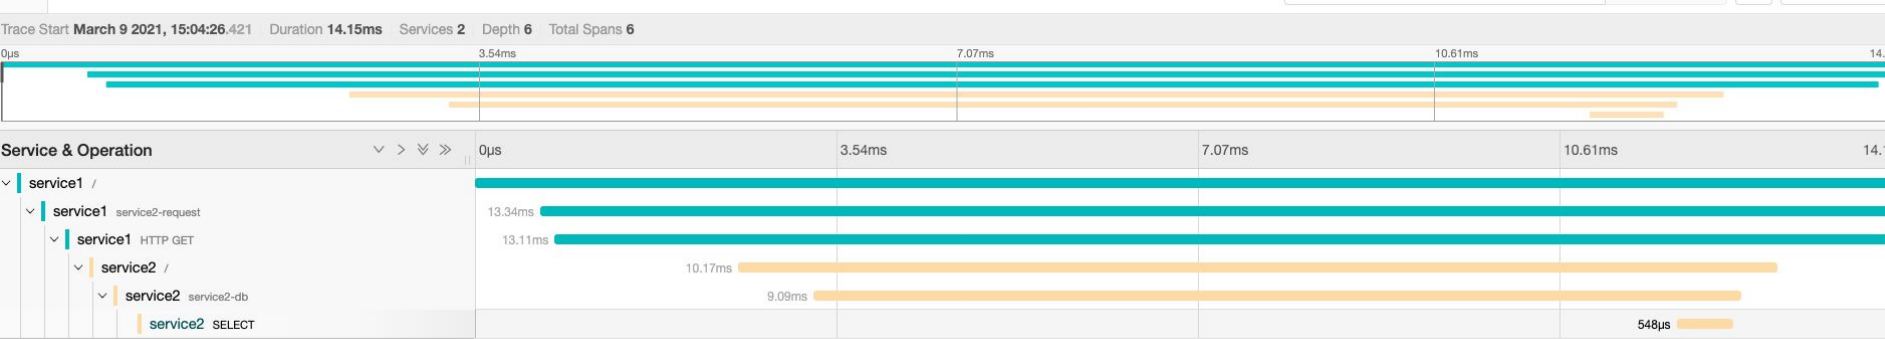 Trace Start March 9 2021, 15:04:26.421 Duration 14.15ms Services 2 Depth 6 Total Spans 6
0μs 3.54ms 7.07ms 10.61ms 14.
Service & Operation 0μs 3.54ms 7.07ms 10.61ms 14.1
service1 /
service1 service2-request 13.34ms
service1 HTTP GET 13.11ms
service2 / 10.17ms
service2 service2-db 9.09ms
service2 SELECT 548μs